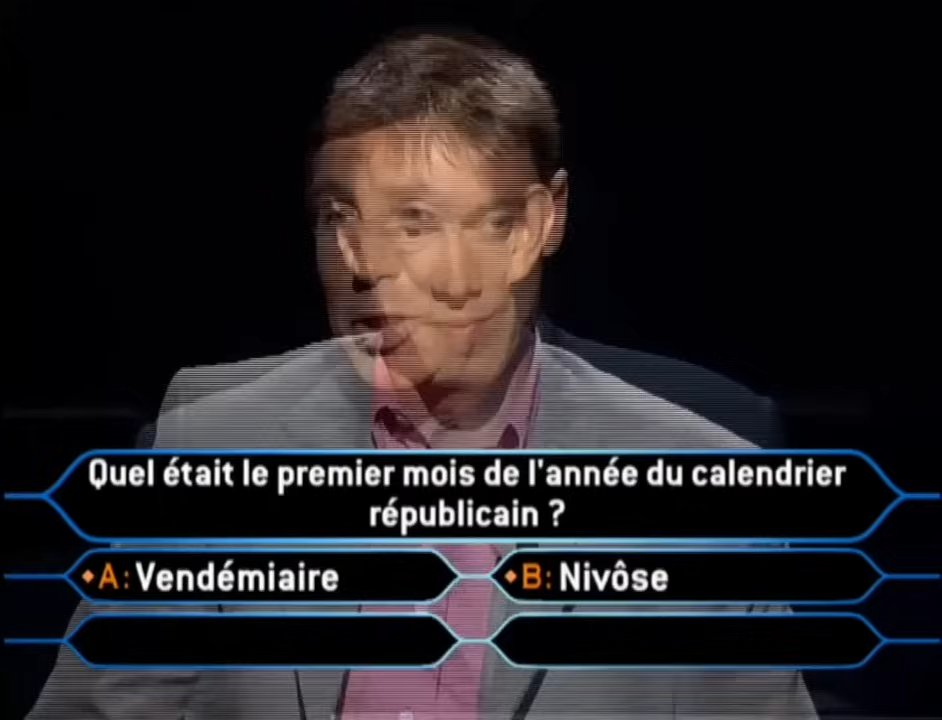 Quel était le premier mois de l'année du calendrier
républicain ?
A: Vendémiaire
B: Nivôse